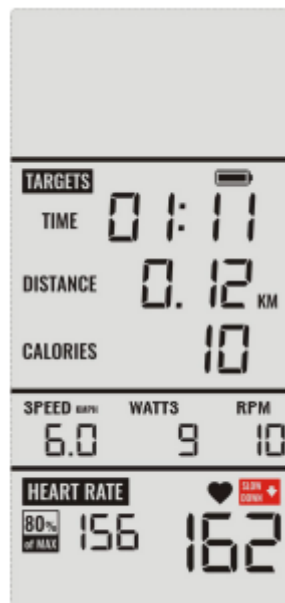 TARGETS
TIME 01:11
DISTANCE 0.12 KM
CALORIES 10
SPEED WATTS RPM
6.0 9 10
HEART RATE SLOW
DOWN
80% 156 162
of MAX